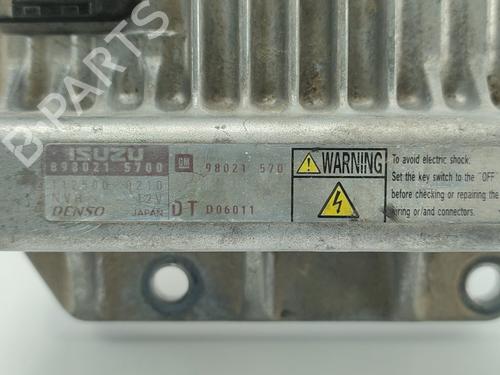 B PARTS
ISUZU
898021 5700
GM 98021 570
0210
12V
DENSO JAPAN
DT D06011
WARNING
To avoid electric shock:
Set the key switch to the "OFF"
before checking or repairing the
wiring or/and connectors.